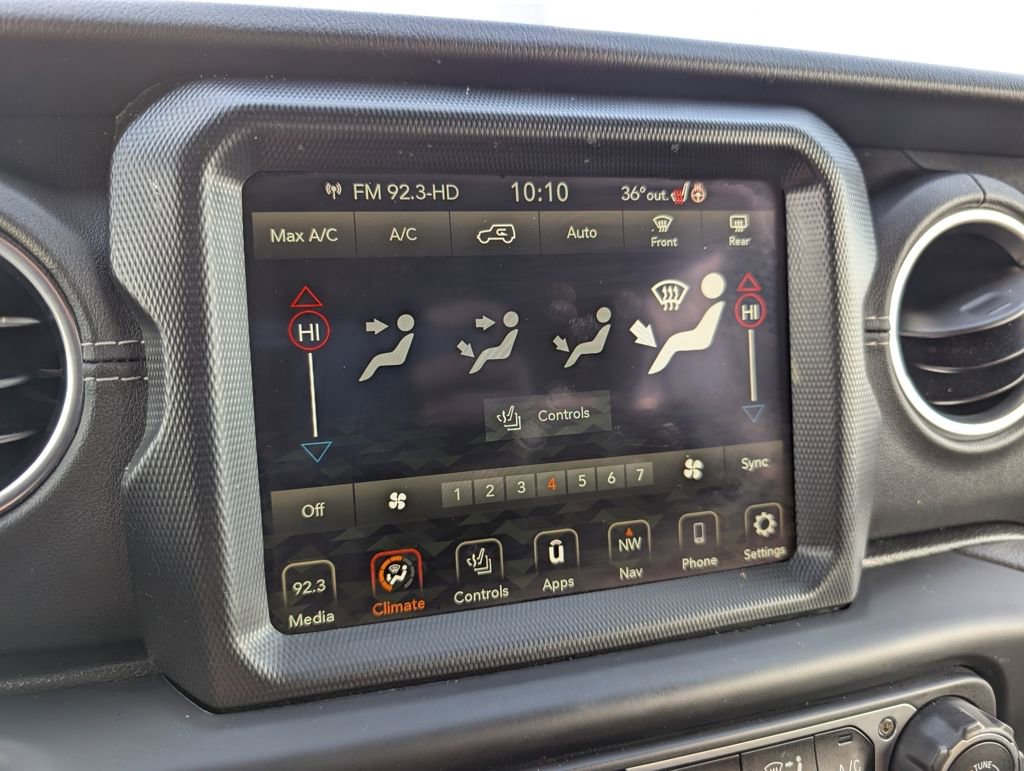 FM 92.3-HD 10:10 36°out.
Max A/C A/C Auto Front Rear
HI HI
Controls
Off 1 2 3 4 5 6 7 Sync
92.3 NW
Media Climate Controls Apps Nav Phone Settings
TUNE
A/C